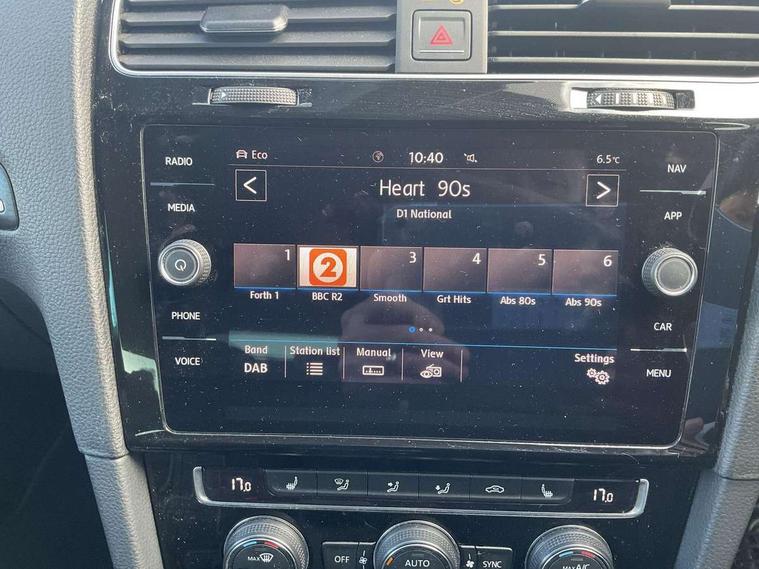 RADIO
MEDIA
PHONE
VOICE
Eco
10:40
6.5°C
Heart 90s
D1 National
1 2 3 4 5 6
Forth 1 BBC R2 Smooth Grt Hits Abs 80s Abs 90s
Band Station list Manual View Settings
DAB
NAV
APP
CAR
MENU
17.0 17.0
MAX OFF AUTO SYNC MAX A/C